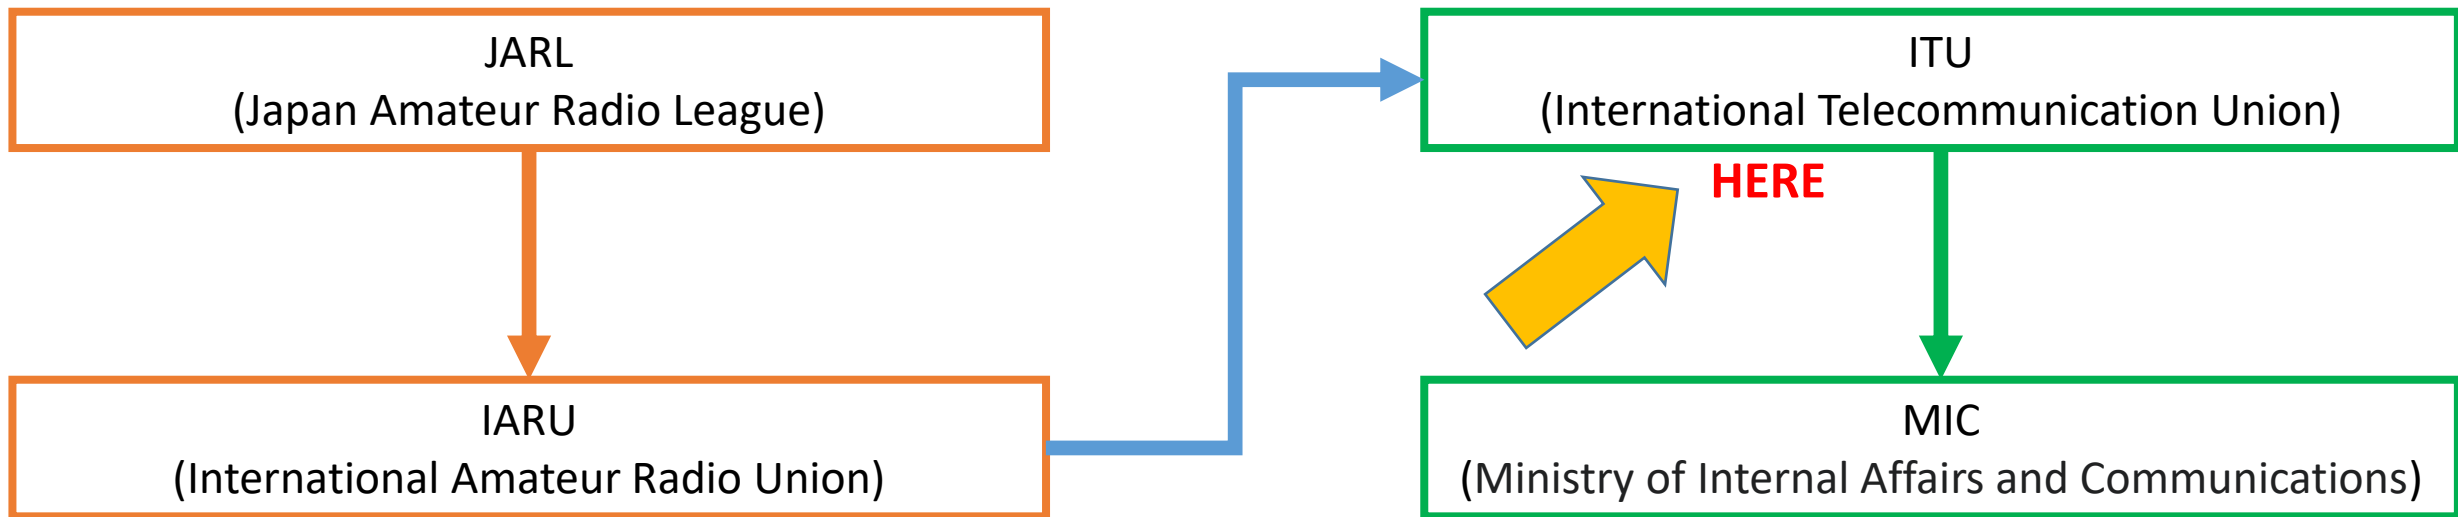 JARL
(Japan Amateur Radio League)
ITU
(International Telecommunication Union)
HERE
IARU
(International Amateur Radio Union)
MIC
(Ministry of Internal Affairs and Communications)